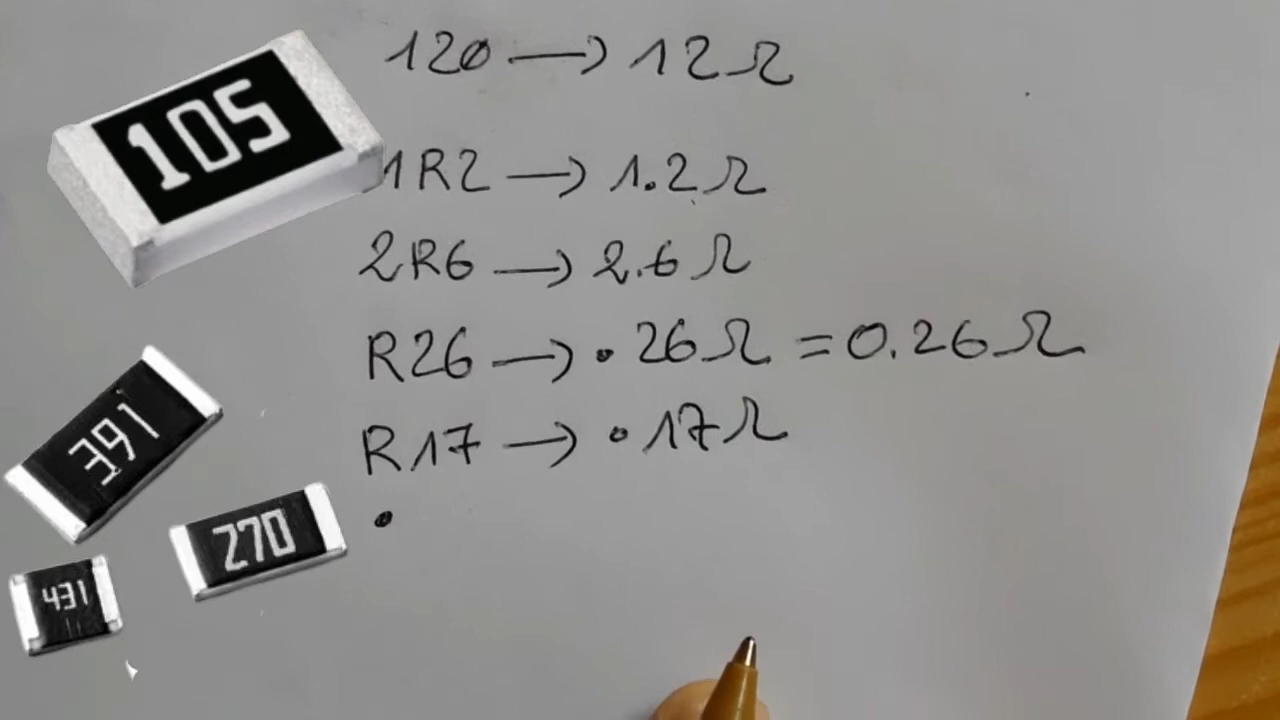 105
120 → 12Ω
1R2 → 1.2Ω
2R6 → 2.6Ω
R26 → .26Ω = 0.26Ω
R17 → .17Ω
.
391
270
431